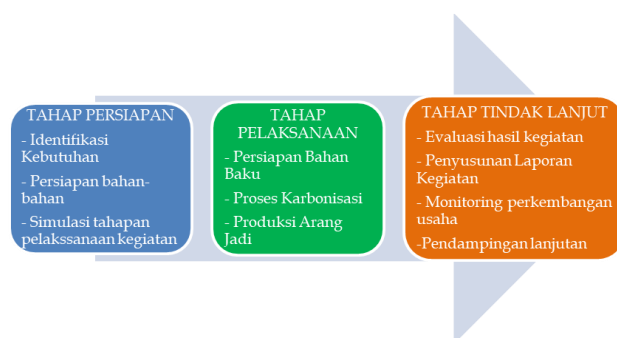 TAHAP PERSIAPAN
- Identifikasi
Kebutuhan
- Persiapan bahan-
bahan
- Simulasi tahapan
pelakssanaan kegiatan
TAHAP
PELAKSANAAN
- Persiapan Bahan
Baku
- Proses Karbonisasi
- Produksi Arang
Jadi
TAHAP TINDAK LANJUT
- Evaluasi hasil kegiatan
- Penyusunan Laporan
Kegiatan
- Monitoring perkembangan
usaha
-Pendampingan lanjutan